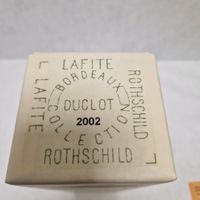 LAFITE
ROTHSCHILD
LAFITE
ROTHSCHILD
BORDEAUX
COLLECTION
DUCLOT
2002